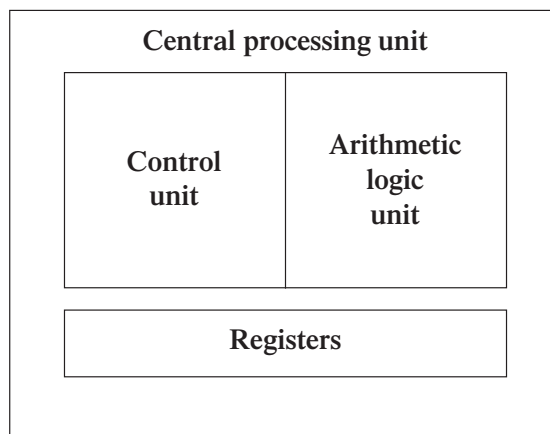 Central processing unit
Control
unit
Arithmetic
logic
unit
Registers